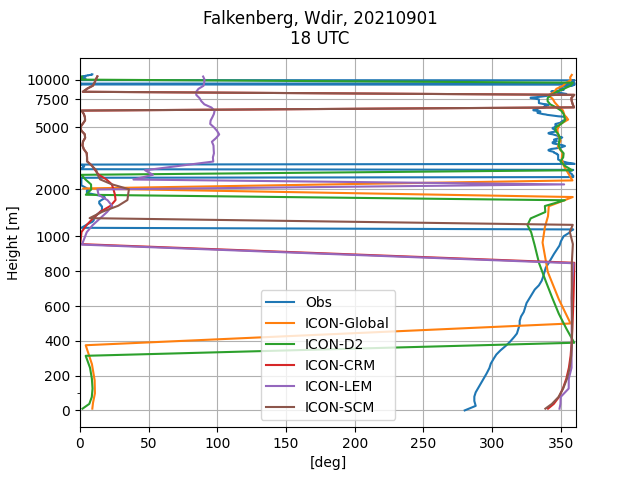 Falkenberg, Wdir, 20210901
18 UTC
10000
7500
5000
2000
1000
800
600
400
200
0
Height [m]
Obs
ICON-Global
ICON-D2
ICON-CRM
ICON-LEM
ICON-SCM
0
50
100
150
200
250
300
350
[deg]